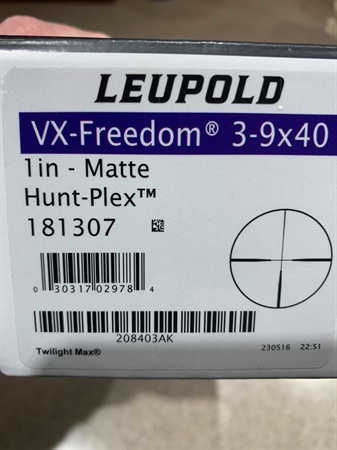 LEUPOLD
VX-Freedom® 3-9x40
1in - Matte
Hunt-Plex™
181307
0 30317 02978 4
208403AK
Twilight Max®
230516 22:51